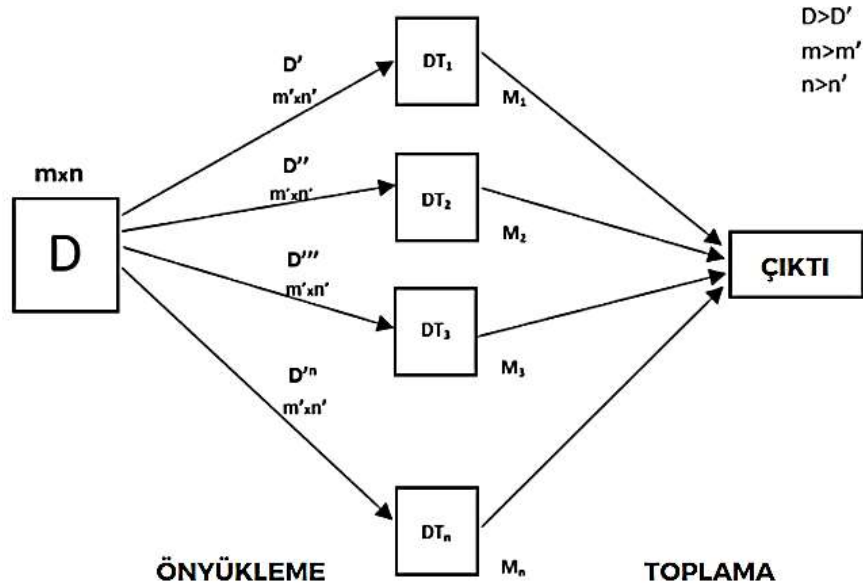 D>D'
m>m'
n>n'
mxn
D
D'
m'xn'
D''
m'xn'
D'''
m'xn'
D'ⁿ
m'xn'
DT₁
M₁
DT₂
M₂
DT₃
M₃
DTₙ
Mₙ
ÇIKTI
ÖNYÜKLEME
TOPLAMA